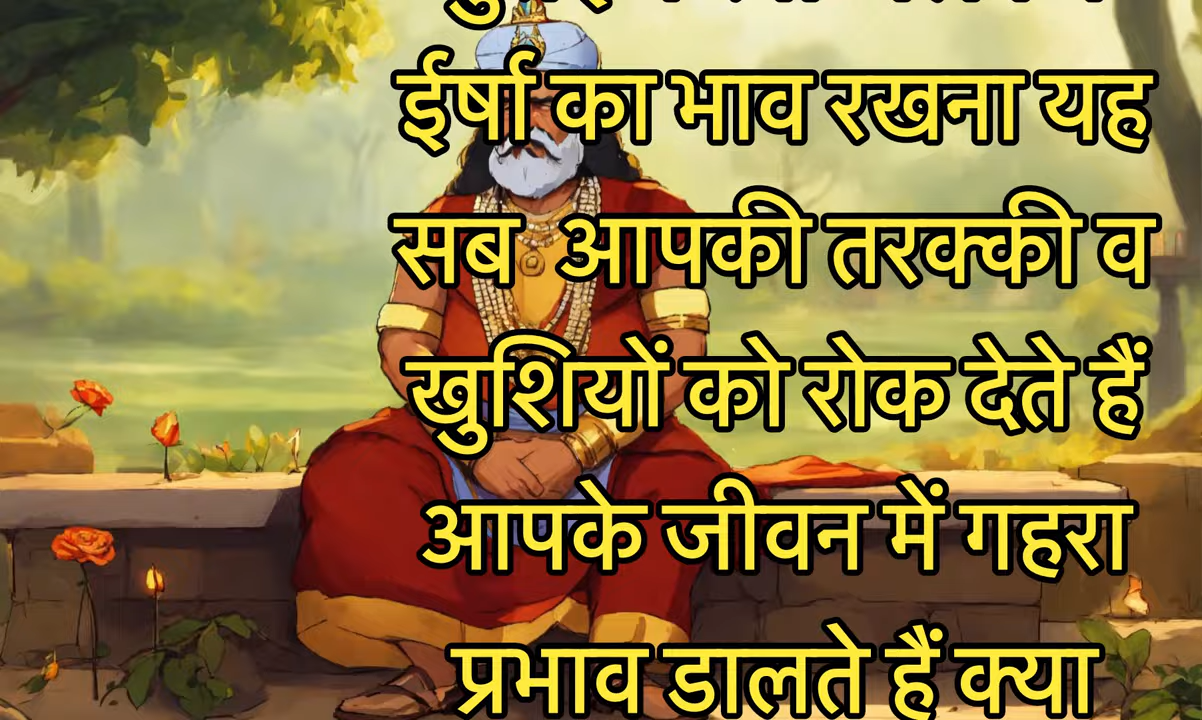 ईर्षा का भाव रखना यह
सब आपकी तरक्की व
खुशियों को रोक देते हैं
आपके जीवन में गहरा
प्रभाव डालते हैं क्या